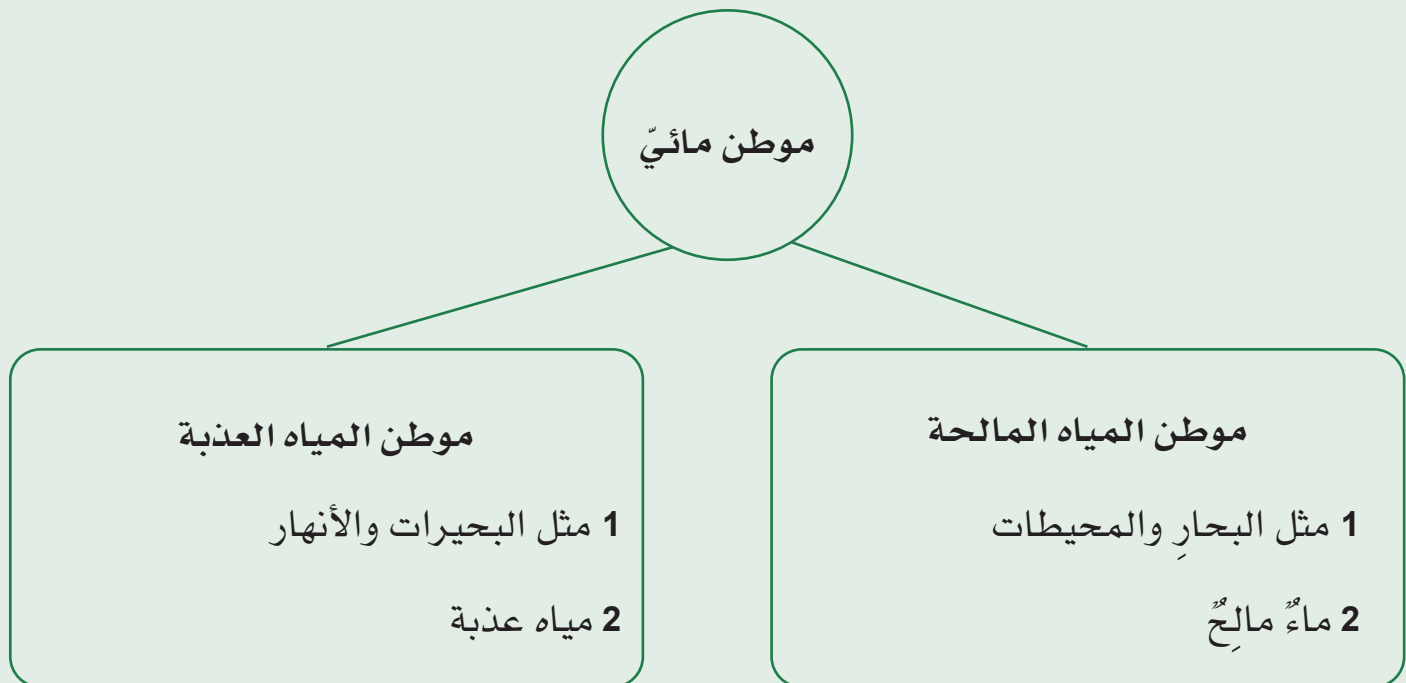 موطن مائيّ
موطن المياه المالحة
1 مثل البحارِ والمحيطات
2 ماءٌ مالِحٌ
موطن المياه العذبة
1 مثل البحيرات والأنهار
2 مياه عذبة